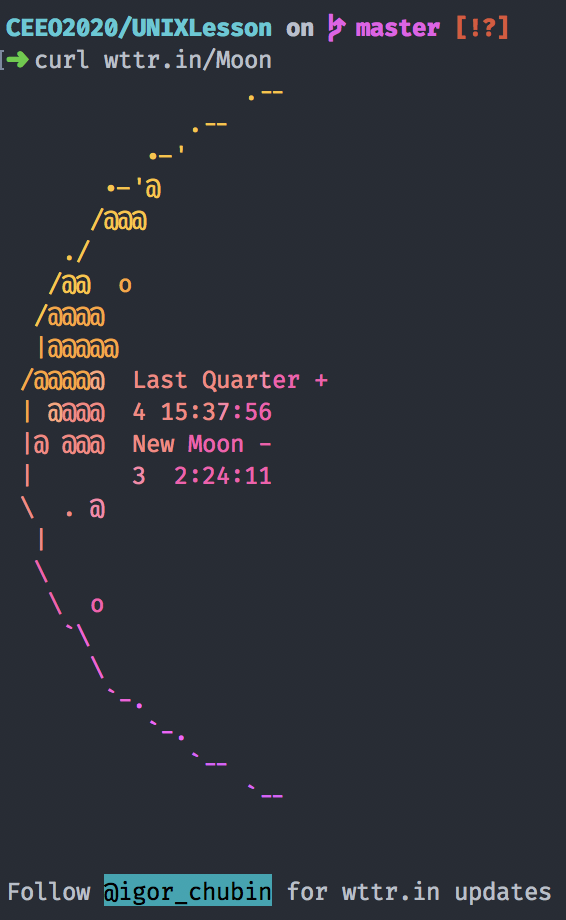 CEEO2020/UNIXLesson on master [!?]
➜ curl wttr.in/Moon
.--
.--
.-'
.-'@
/@@@
./
/@@  o
/@@@@
|@@@@@
/@@@@@  Last Quarter +
| @@@@  4 15:37:56
|@ @@@  New Moon -
|       3  2:24:11
\  . @
|
\
\  o
`\
\
`-.
`-.
`--
`--
Follow @igor_chubin for wttr.in updates